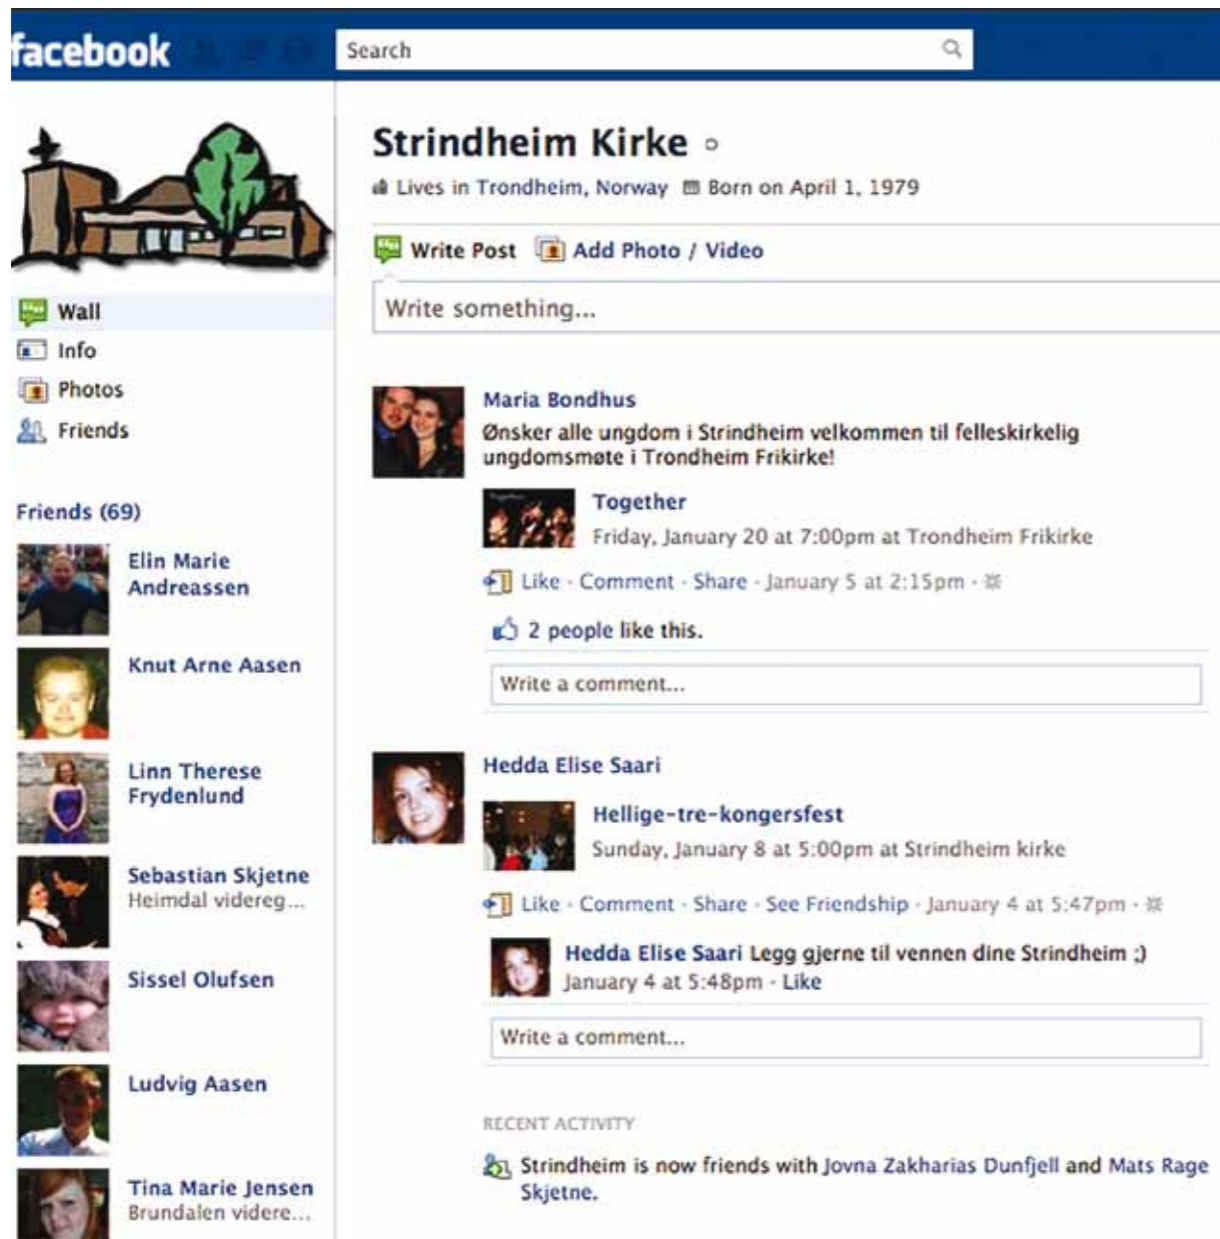 facebook
Search
Strindheim Kirke
Lives in Trondheim, Norway Born on April 1, 1979
Write Post Add Photo / Video
Write something...
Wall
Info
Photos
Friends
Friends (69)
Elin Marie
Andreassen
Knut Arne Aasen
Linn Therese
Frydenlund
Sebastian Skjetne
Heimdal videreg...
Sissel Olufsen
Ludvig Aasen
Tina Marie Jensen
Brundalen videre...
Maria Bondhus
Ønsker alle ungdom i Strindheim velkommen til felleskirkelig
ungdomsmøte i Trondheim Frikirke!
Together
Friday, January 20 at 7:00pm at Trondheim Frikirke
Like · Comment · Share · January 5 at 2:15pm ·
2 people like this.
Write a comment...
Hedda Elise Saari
Hellige-tre-kongersfest
Sunday, January 8 at 5:00pm at Strindheim kirke
Like · Comment · Share · See Friendship · January 4 at 5:47pm ·
Hedda Elise Saari Legg gjerne til vennen dine Strindheim ;)
January 4 at 5:48pm · Like
Write a comment...
RECENT ACTIVITY
Strindheim is now friends with Jovna Zakharias Dunfjell and Mats Rage
Skjetne.